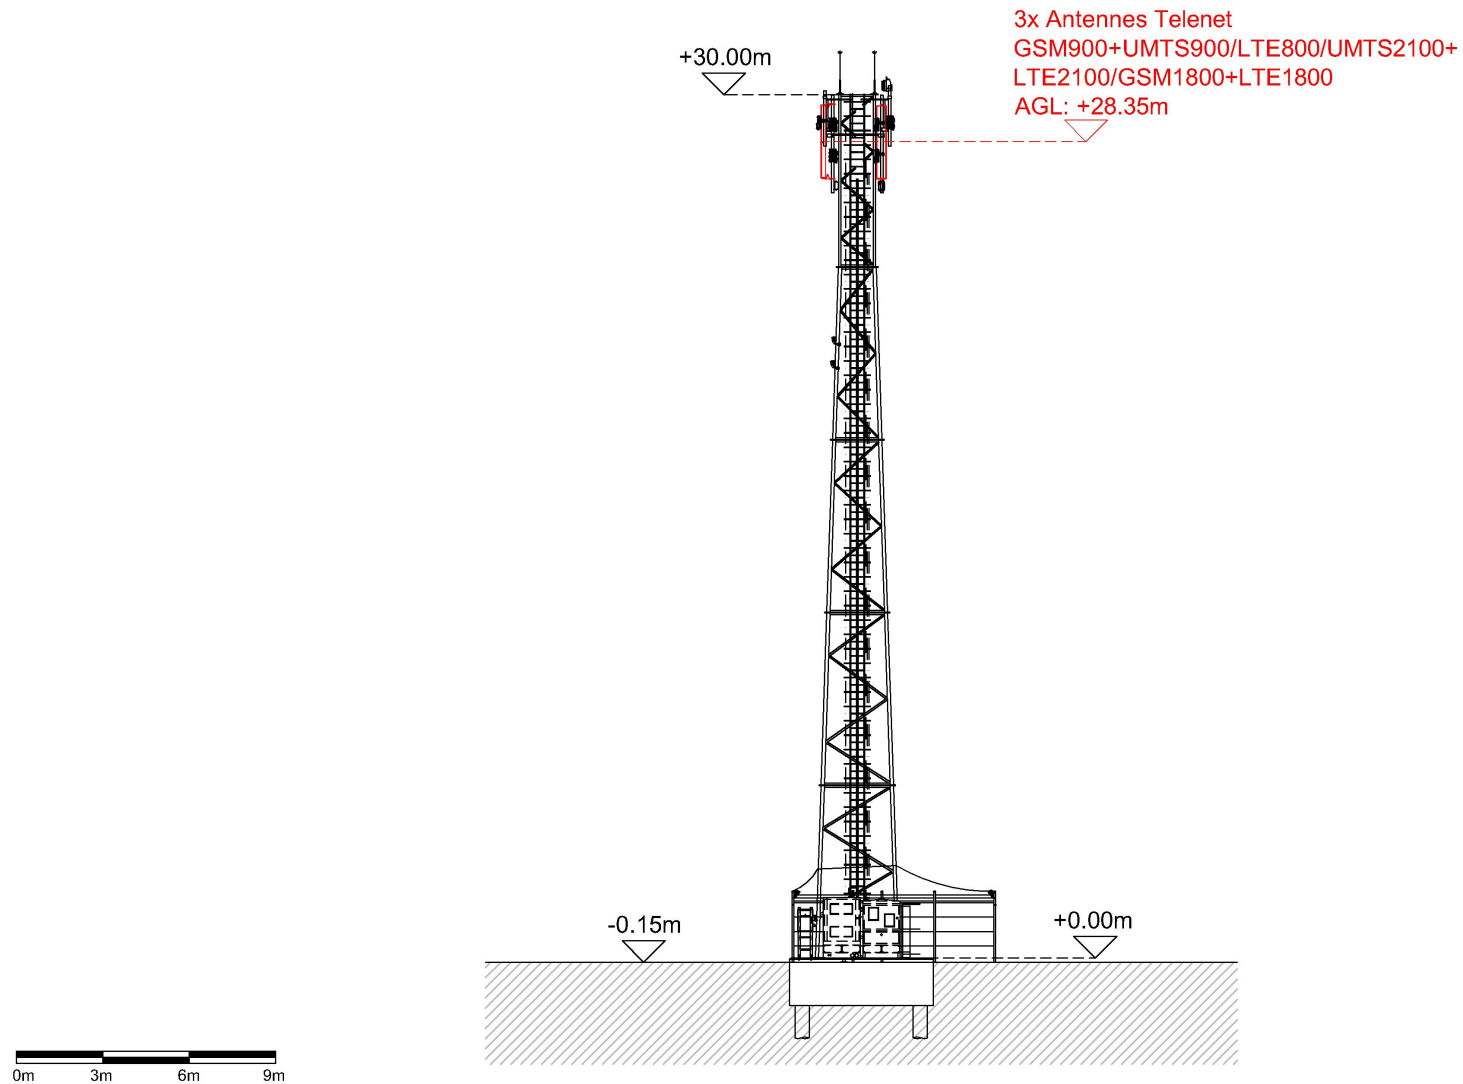 3x Antennes Telenet
GSM900+UMTS900/LTE800/UMTS2100+
LTE2100/GSM1800+LTE1800
AGL: +28.35m
+30.00m
-0.15m
+0.00m
0m 3m 6m 9m